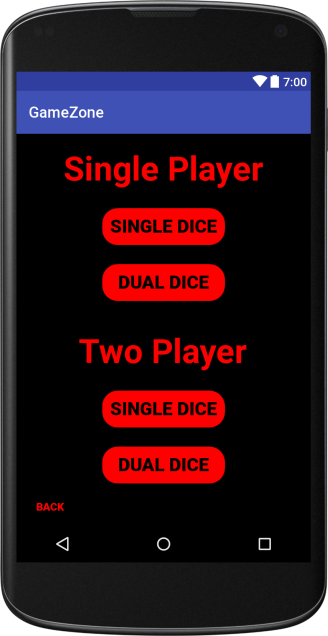 7:00
GameZone
Single Player
SINGLE DICE
DUAL DICE
Two Player
SINGLE DICE
DUAL DICE
BACK